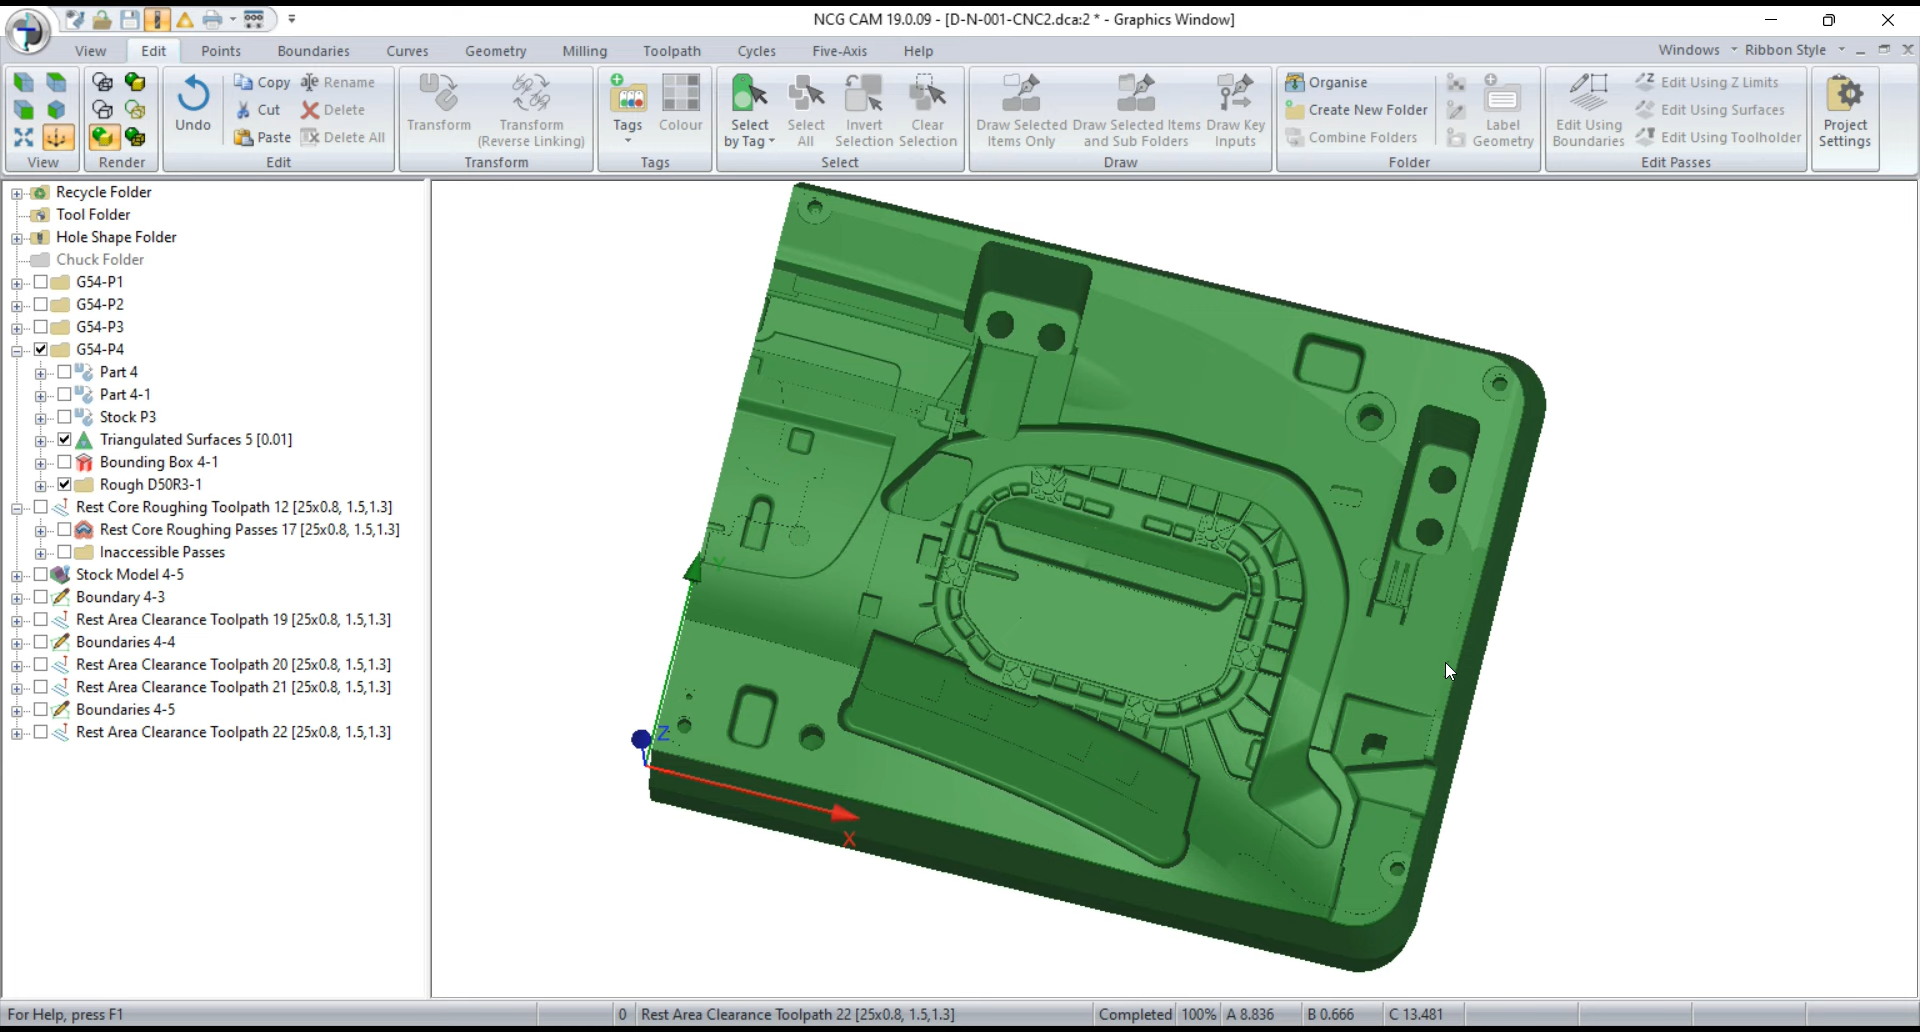 NCG CAM 19.0.09 - [D-N-001-CNC2.dca:2 * - Graphics Window]
View Edit Points Boundaries Curves Geometry Milling Toolpath Cycles Five-Axis Help Windows Ribbon Style
Undo Copy Rename
Cut Delete
Paste Delete All
Transform Transform (Reverse Linking)
Tags Colour
Select by Tag Select All Invert Selection Clear Selection
Draw Selected Items Only Draw Selected Items and Sub Folders Draw Key Inputs
Organise
Create New Folder
Combine Folders
Label Geometry
Edit Using Boundaries
Edit Using Z Limits
Edit Using Surfaces
Edit Using Toolholder
Project Settings
View Render Edit Transform Tags Select Draw Folder Edit Passes
Recycle Folder
Tool Folder
Hole Shape Folder
Chuck Folder
G54-P1
G54-P2
G54-P3
G54-P4
Part 4
Part 4-1
Stock P3
Triangulated Surfaces 5 [0.01]
Bounding Box 4-1
Rough D50R3-1
Rest Core Roughing Toolpath 12 [25x0.8, 1.5,1.3]
Rest Core Roughing Passes 17 [25x0.8, 1.5,1.3]
Inaccessible Passes
Stock Model 4-5
Boundary 4-3
Rest Area Clearance Toolpath 19 [25x0.8, 1.5,1.3]
Boundaries 4-4
Rest Area Clearance Toolpath 20 [25x0.8, 1.5,1.3]
Rest Area Clearance Toolpath 21 [25x0.8, 1.5,1.3]
Boundaries 4-5
Rest Area Clearance Toolpath 22 [25x0.8, 1.5,1.3]
Y
Z
X
For Help, press F1 0 Rest Area Clearance Toolpath 22 [25x0.8, 1.5,1.3] Completed 100% A 8.836 B 0.666 C 13.481